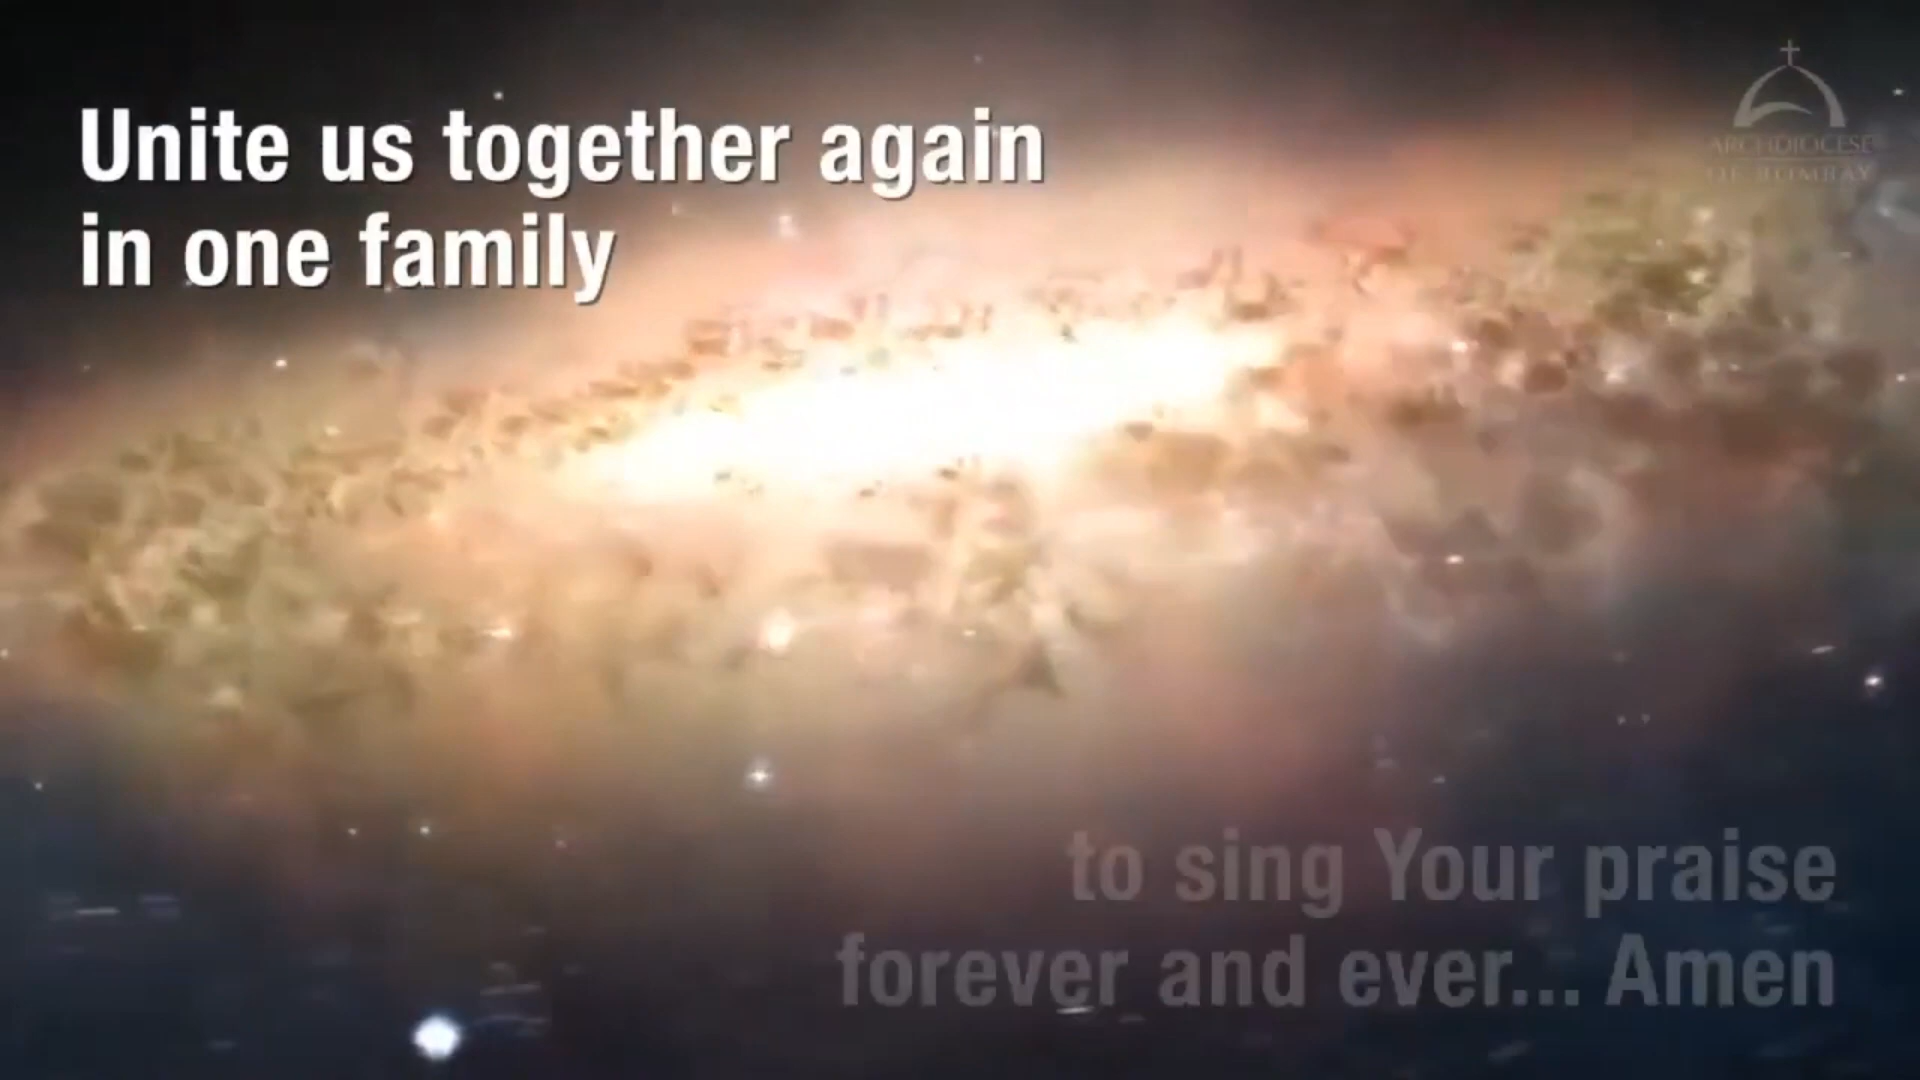 ARCHDIOCESE
OF BOMBAY
Unite us together again
in one family
to sing Your praise
forever and ever... Amen